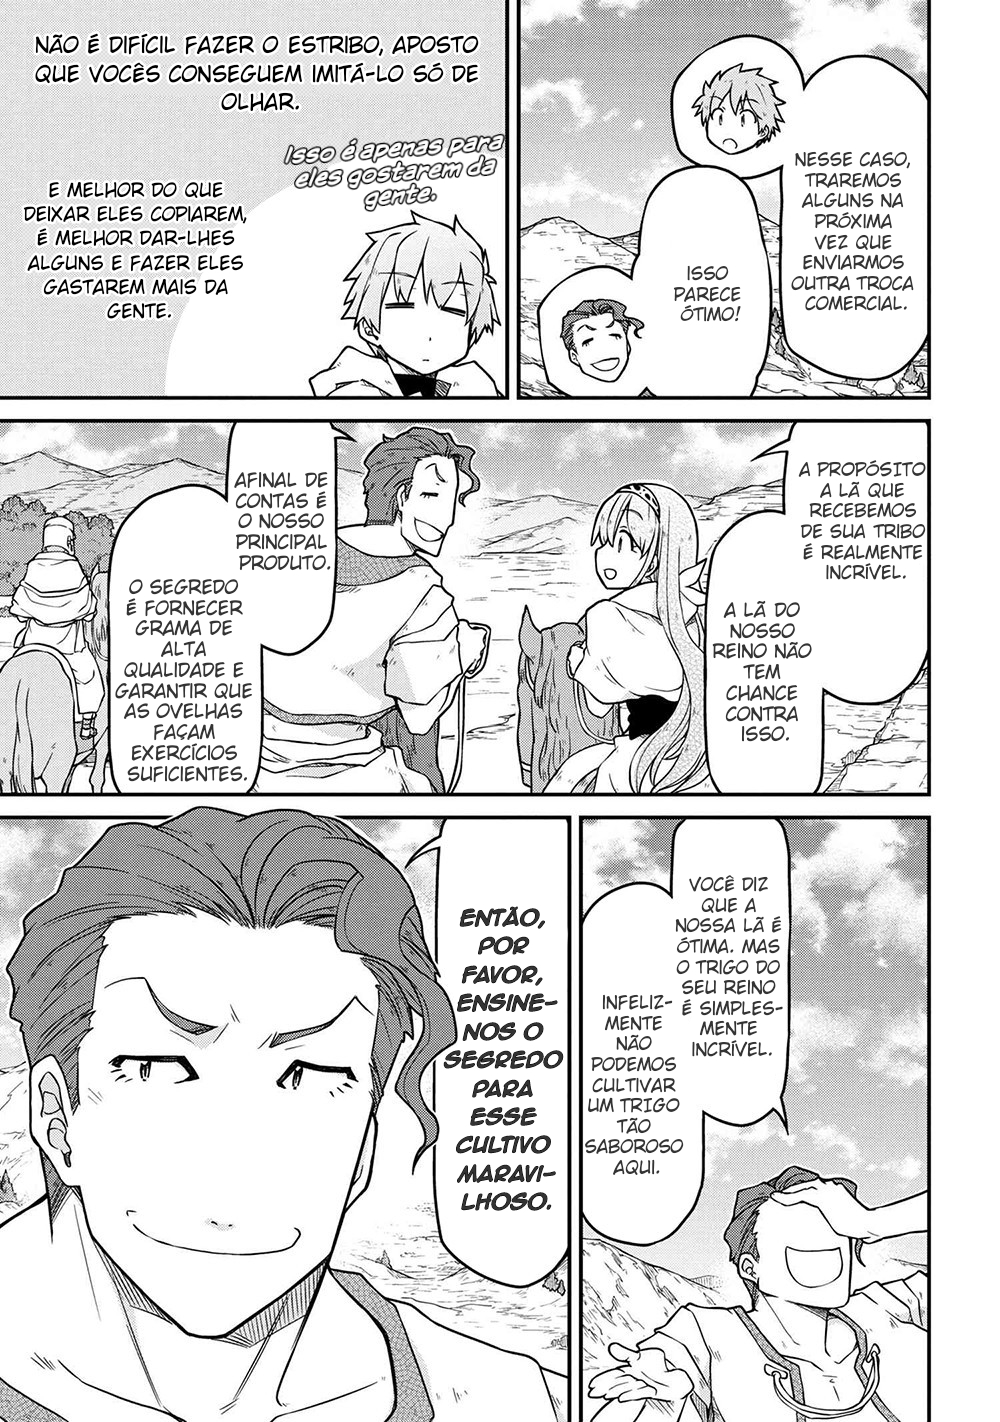 NESSE CASO,
TRAREMOS
ALGUNS NA
PRÓXIMA
VEZ QUE
ENVIARMOS
OUTRA TROCA
COMERCIAL.
ISSO
PARECE
ÓTIMO!
NÃO É DIFÍCIL FAZER O ESTRIBO, APOSTO
QUE VOCÊS CONSEGUEM IMITÁ-LO SÓ DE
OLHAR.
Isso é apenas para
eles gostarem da
gente.
E MELHOR DO QUE
DEIXAR ELES COPIAREM,
É MELHOR DAR-LHES
ALGUNS E FAZER ELES
GASTAREM MAIS DA
GENTE.
A PROPÓSITO
A LÃ QUE
RECEBEMOS
DE SUA TRIBO
É REALMENTE
INCRÍVEL.
A LÃ DO
NOSSO
REINO NÃO
TEM
CHANCE
CONTRA
ISSO.
AFINAL DE
CONTAS É
O NOSSO
PRINCIPAL
PRODUTO.
O SEGREDO
É FORNECER
GRAMA DE
ALTA
QUALIDADE E
GARANTIR QUE
AS OVELHAS
FAÇAM
EXERCÍCIOS
SUFICIENTES.
VOCÊ DIZ
QUE A
NOSSA LÃ É
ÓTIMA. MAS
O TRIGO DO
SEU REINO
É SIMPLES-
MENTE
INCRÍVEL.
INFELIZ-
MENTE
NÃO
PODEMOS
CULTIVAR
UM TRIGO
TÃO
SABOROSO
AQUI.
ENTÃO,
POR
FAVOR,
ENSINE-
NOS O
SEGREDO
PARA
ESSE
CULTIVO
MARAVI-
LHOSO.